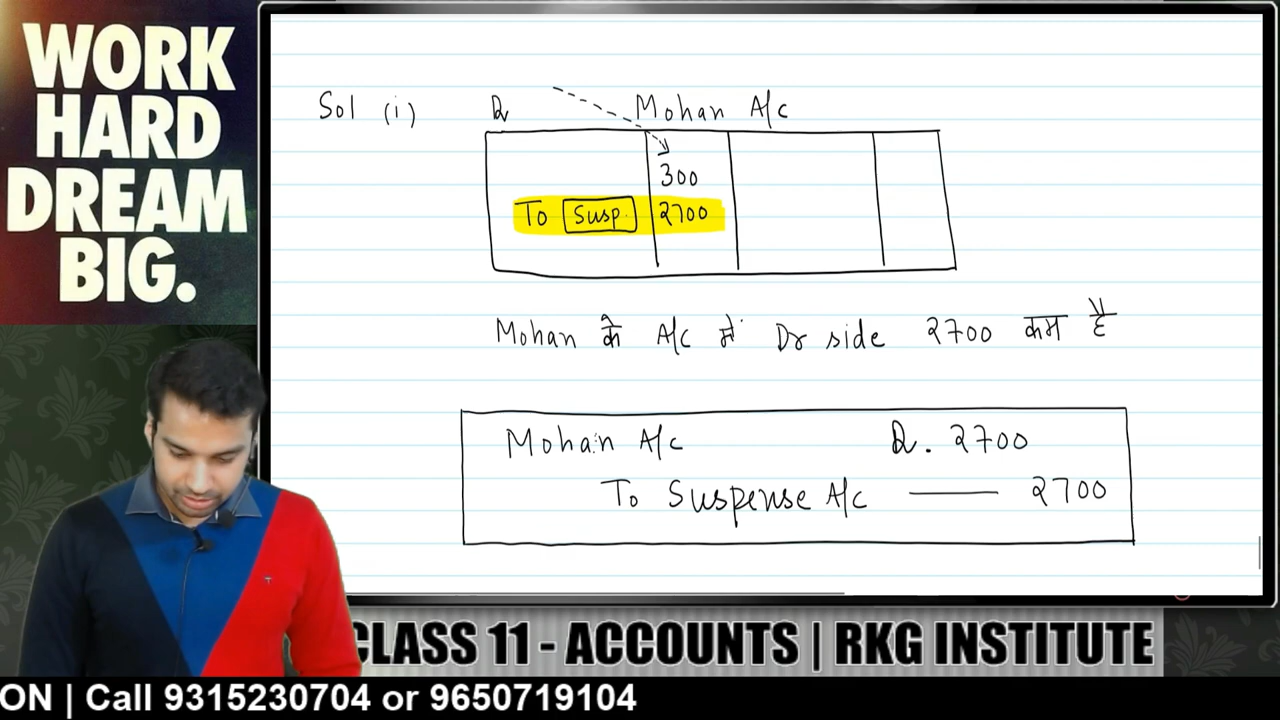 WORK
HARD
DREAM
BIG.
Sol (i) Dr Mohan A/c
300
To Susp. 2700
Mohan के A/c में Dr side 2700 कम है
Mohan A/c Dr. 2700
To Suspense A/c —— 2700
CLASS 11 - ACCOUNTS | RKG INSTITUTE
ON | Call 9315230704 or 9650719104